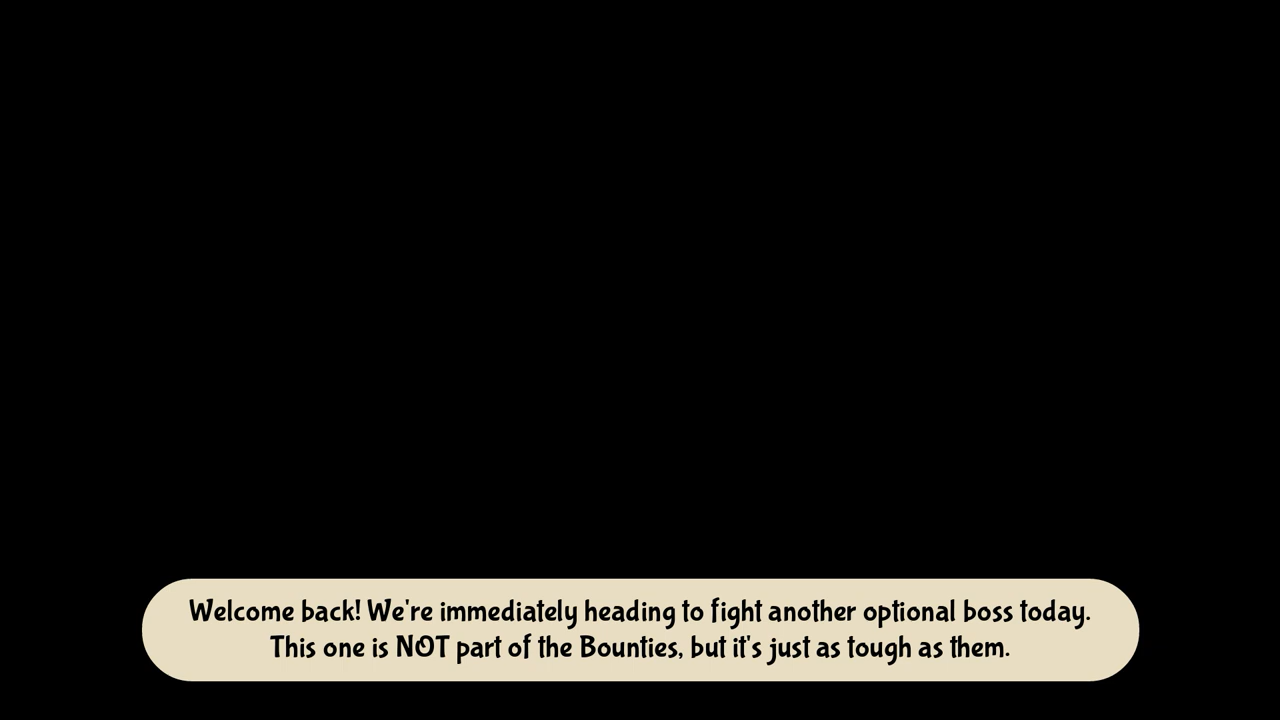 Welcome back! We're immediately heading to fight another optional boss today.
This one is NOT part of the Bounties, but it's just as tough as them.